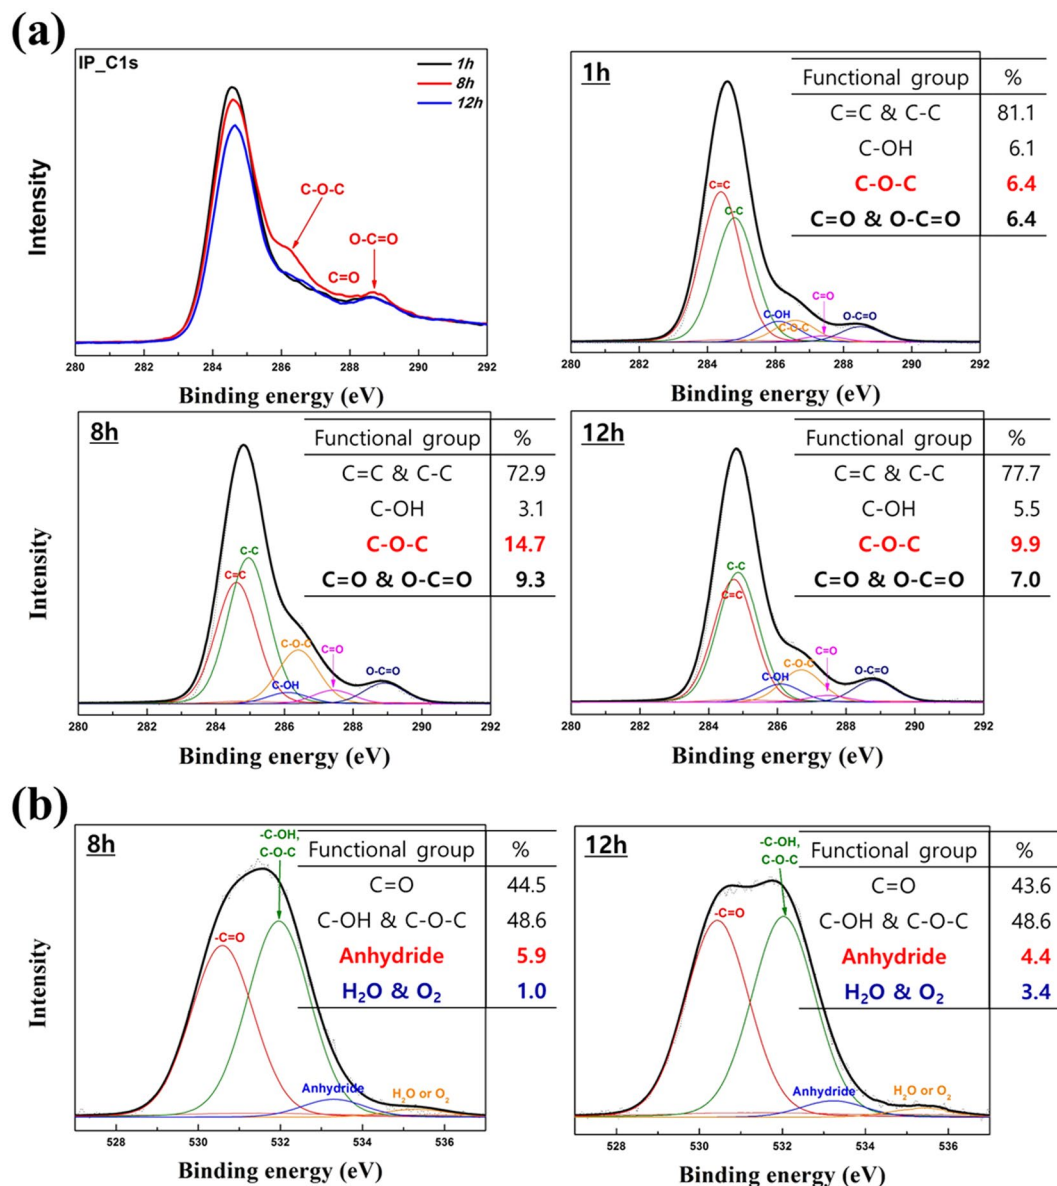 (a)
IP_C1s
1h
8h
12h
C-O-C
O-C=O
C=O
Intensity
280 282 284 286 288 290 292
Binding energy (eV)
1h
Functional group %
C=C & C-C 81.1
C-OH 6.1
C-O-C 6.4
C=O & O-C=O 6.4
C=C
C-C
C=O
C-OH
C-O-C
O-C=O
280 282 284 286 288 290 292
Binding energy (eV)
8h
Functional group %
C=C & C-C 72.9
C-OH 3.1
C-O-C 14.7
C=O & O-C=O 9.3
C-C
C=C
C-O-C
C=O
C-OH
O-C=O
Intensity
280 282 284 286 288 290 292
Binding energy (eV)
12h
Functional group %
C=C & C-C 77.7
C-OH 5.5
C-O-C 9.9
C=O & O-C=O 7.0
C-C
C=C
C=O
C-O-C
C-OH
O-C=O
280 282 284 286 288 290 292
Binding energy (eV)
(b)
8h
-C-OH,
C-O-C
Functional group %
C=O 44.5
C-OH & C-O-C 48.6
Anhydride 5.9
H₂O & O₂ 1.0
-C=O
Anhydride
H₂O or O₂
Intensity
528 530 532 534 536
Binding energy (eV)
12h
-C-OH,
C-O-C
Functional group %
C=O 43.6
C-OH & C-O-C 48.6
Anhydride 4.4
H₂O & O₂ 3.4
-C=O
Anhydride
H₂O or O₂
Intensity
528 530 532 534 536
Binding energy (eV)